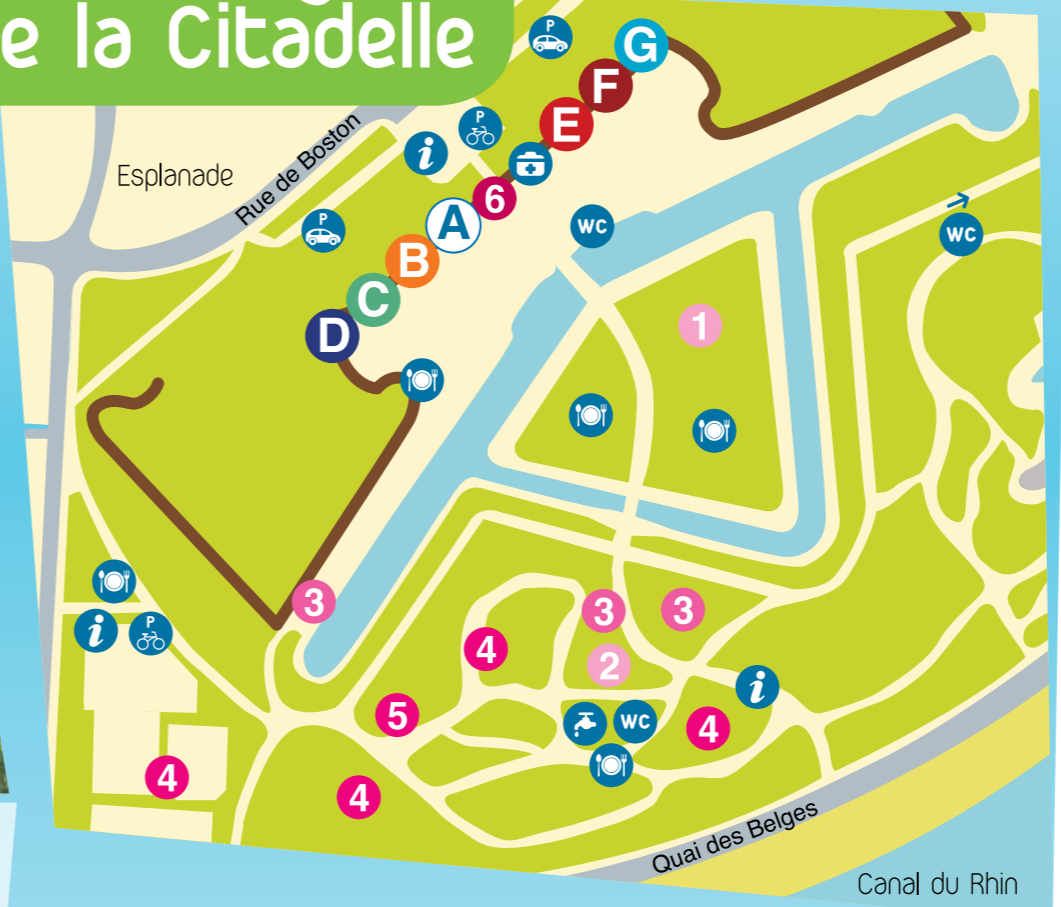 e la Citadelle
P
G
F
E
P
i
Esplanade
Rue de Boston
6
A
P
WC
WC
B
C
D
1
3
3
3
i
P
4
2
i
5
WC
4
4
4
Quai des Belges
Canal du Rhin